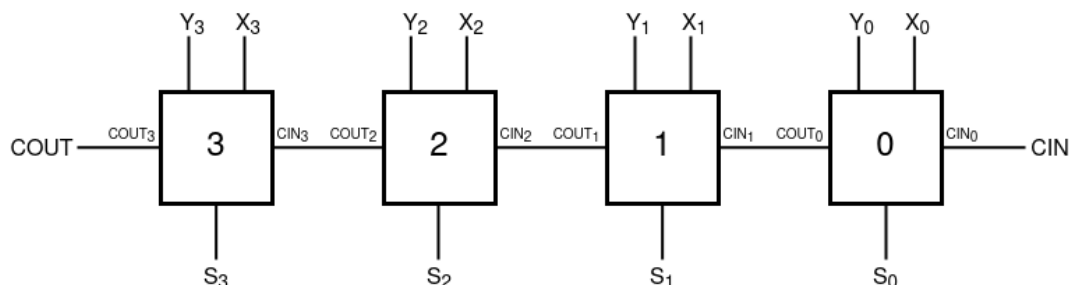 Y₃ X₃ Y₂ X₂ Y₁ X₁ Y₀ X₀
COUT COUT₃ 3 CIN₃ COUT₂ 2 CIN₂ COUT₁ 1 CIN₁ COUT₀ 0 CIN₀ CIN
S₃ S₂ S₁ S₀